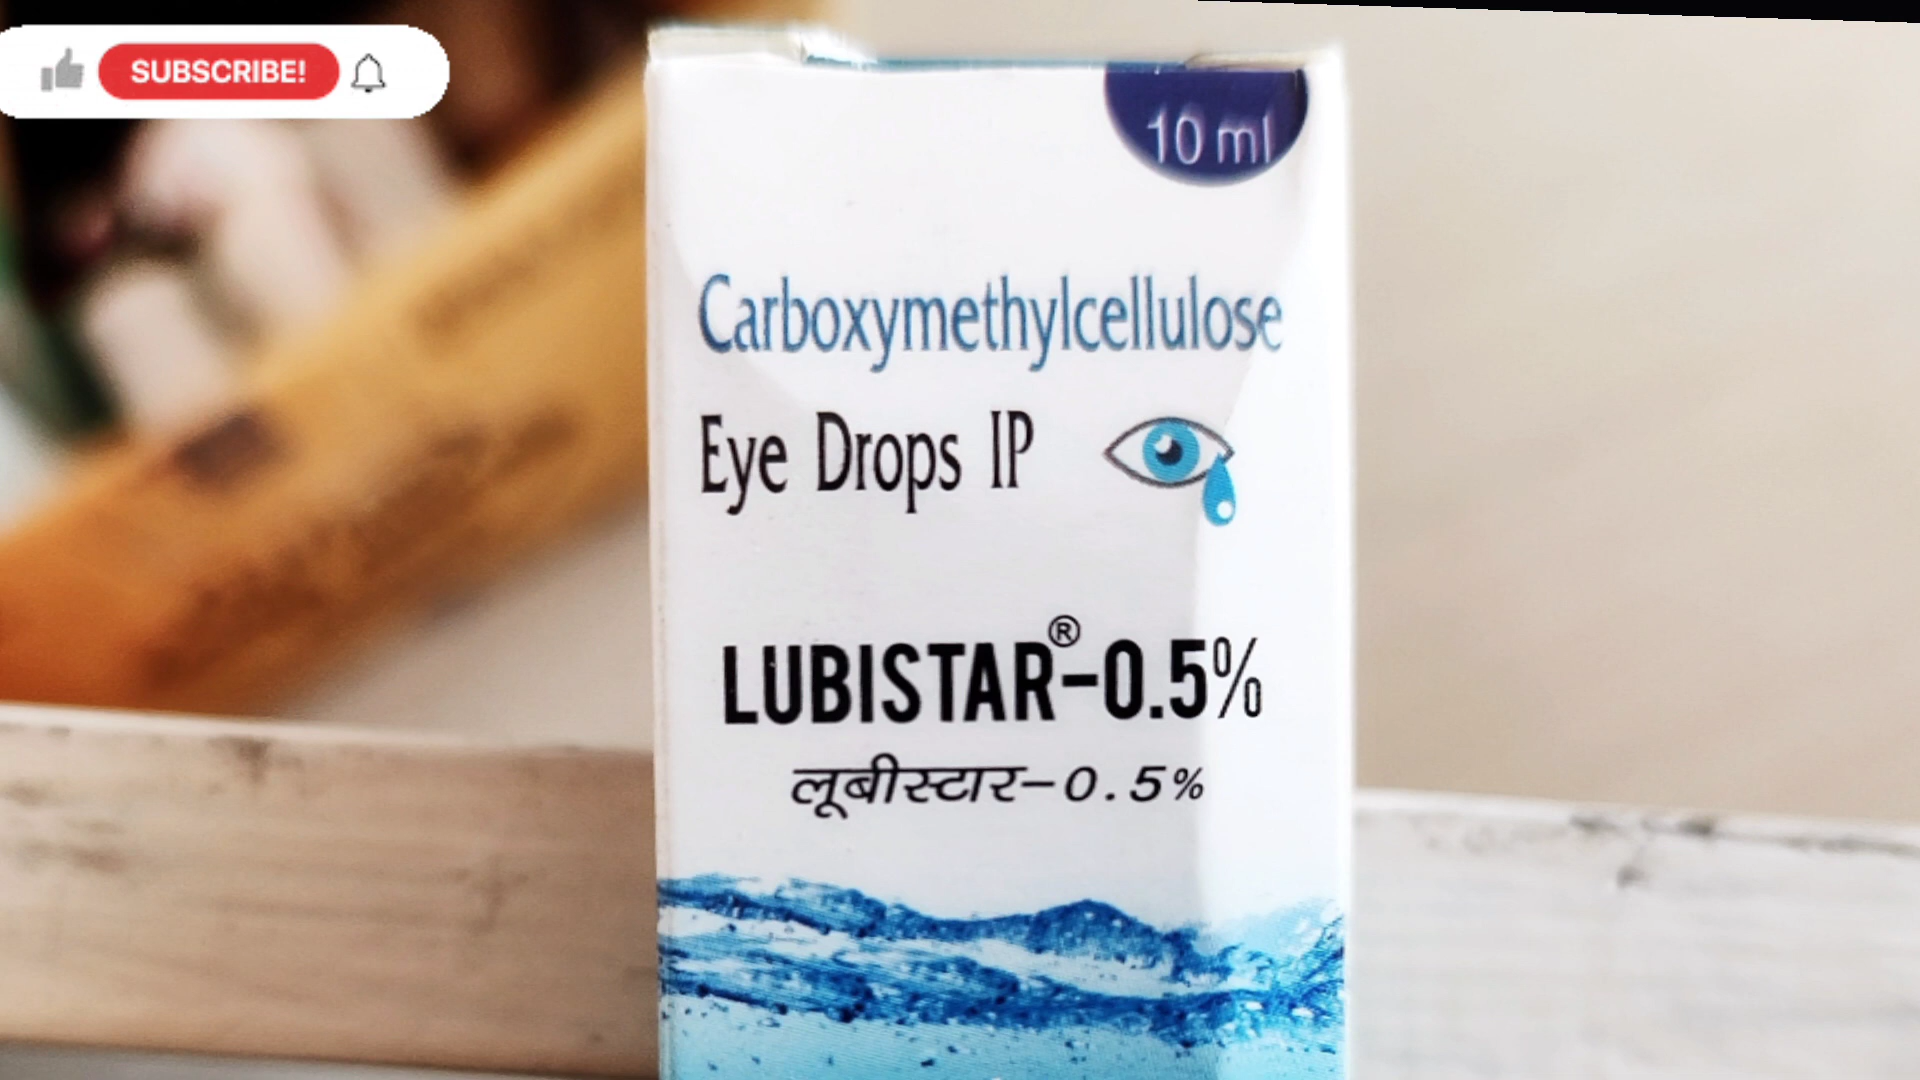 SUBSCRIBE!
10 ml
Carboxymethylcellulose
Eye Drops IP
LUBISTAR®-0.5%
लूबीस्टार-0.5%